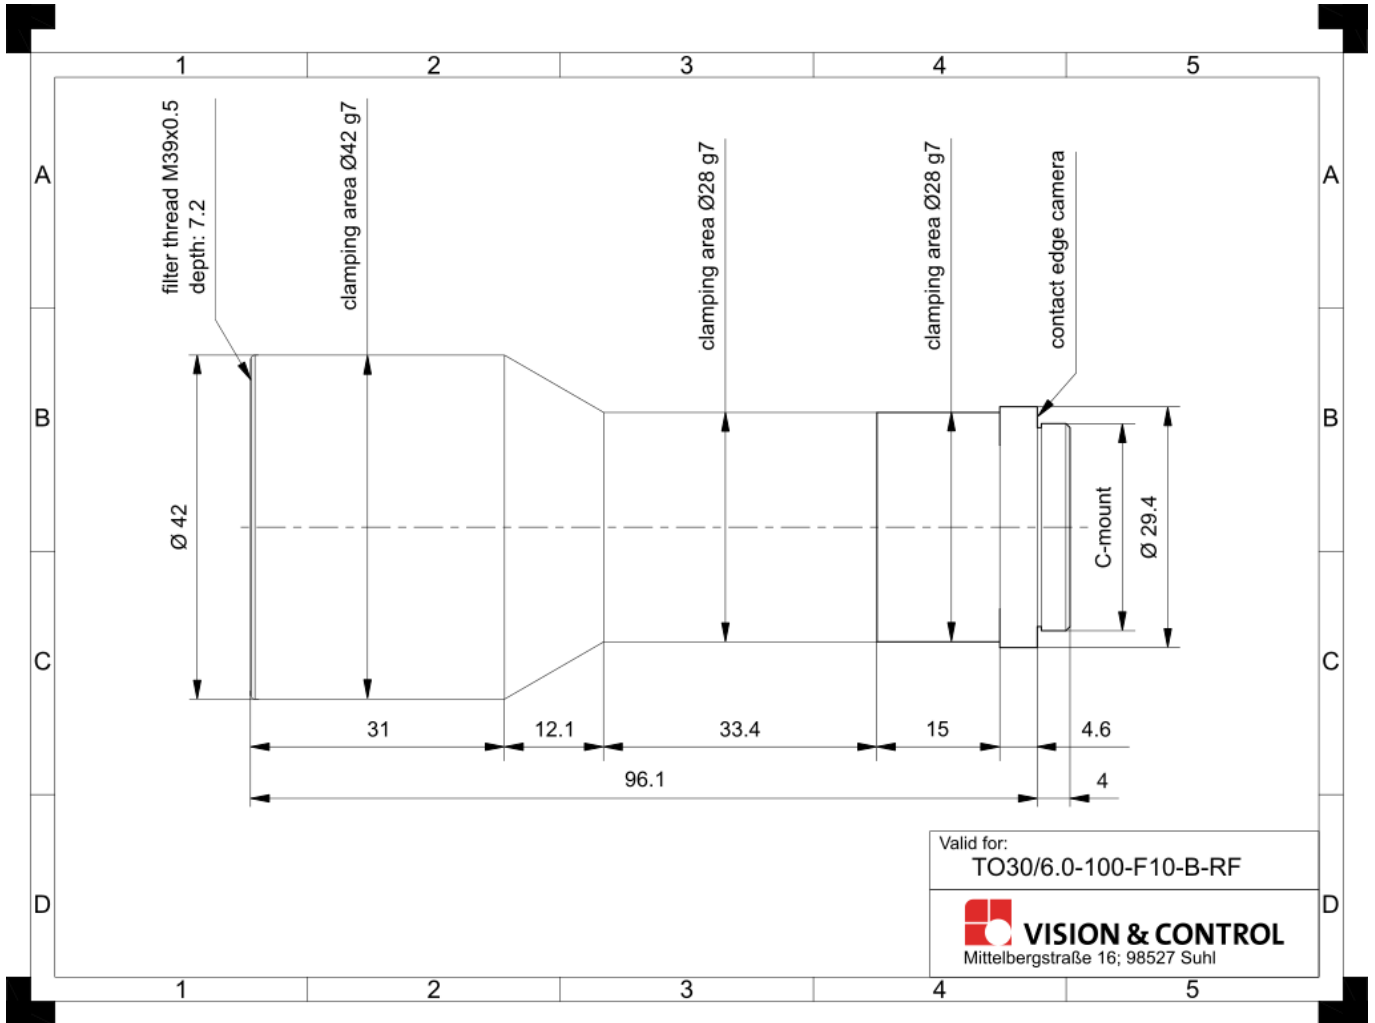 1 2 3 4 5
A A
B B
C C
D D
filter thread M39x0.5
depth: 7.2
clamping area Ø42 g7
clamping area Ø28 g7
clamping area Ø28 g7
contact edge camera
Ø 42
C-mount
Ø 29.4
31 12.1 33.4 15 4.6
96.1 4
Valid for:
TO30/6.0-100-F10-B-RF
VISION & CONTROL
Mittelbergstraße 16; 98527 Suhl
1 2 3 4 5